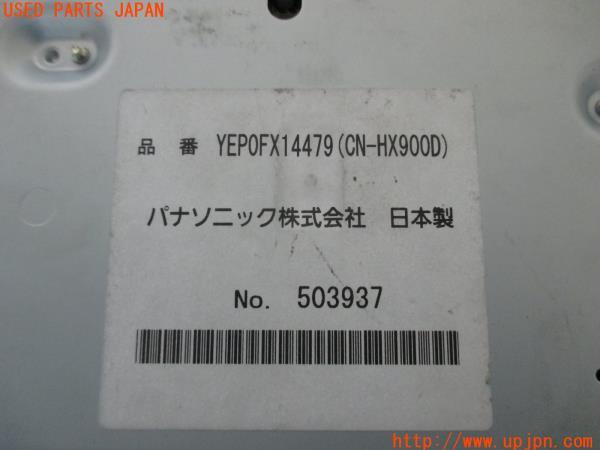 USED PARTS JAPAN
品 番 YEP0FX14479(CN-HX900D)
パナソニック株式会社 日本製
No. 503937
http://www.upjpn.com/